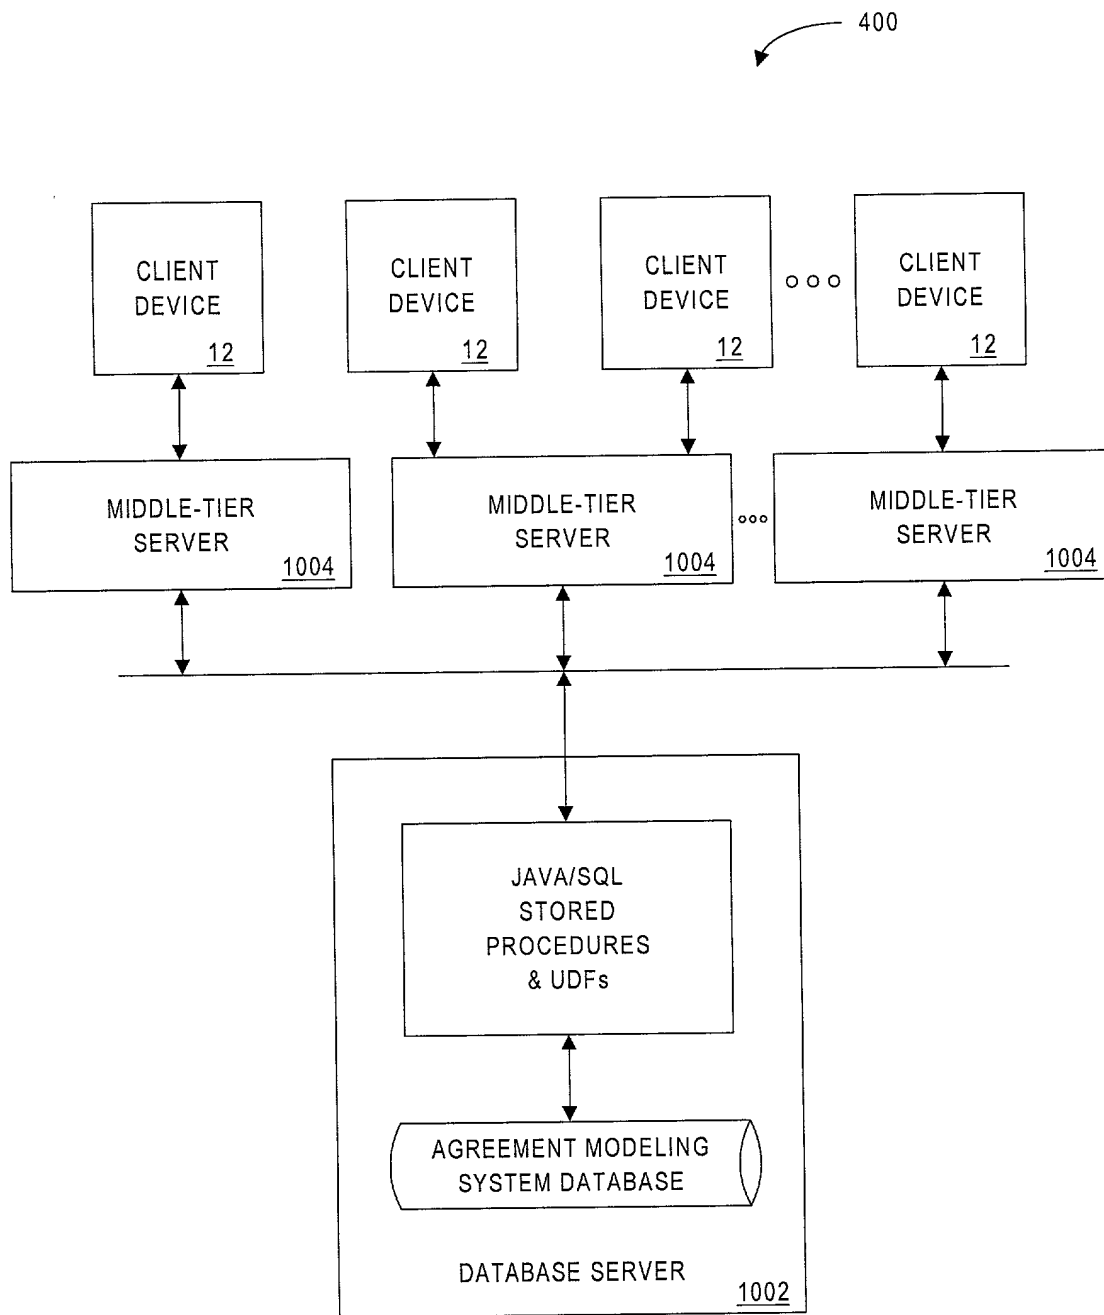 400
CLIENT
DEVICE
12
CLIENT
DEVICE
12
CLIENT
DEVICE
12
CLIENT
DEVICE
12
MIDDLE-TIER
SERVER
1004
MIDDLE-TIER
SERVER
1004
MIDDLE-TIER
SERVER
1004
JAVA/SQL
STORED
PROCEDURES
& UDFs
AGREEMENT MODELING
SYSTEM DATABASE
DATABASE SERVER
1002